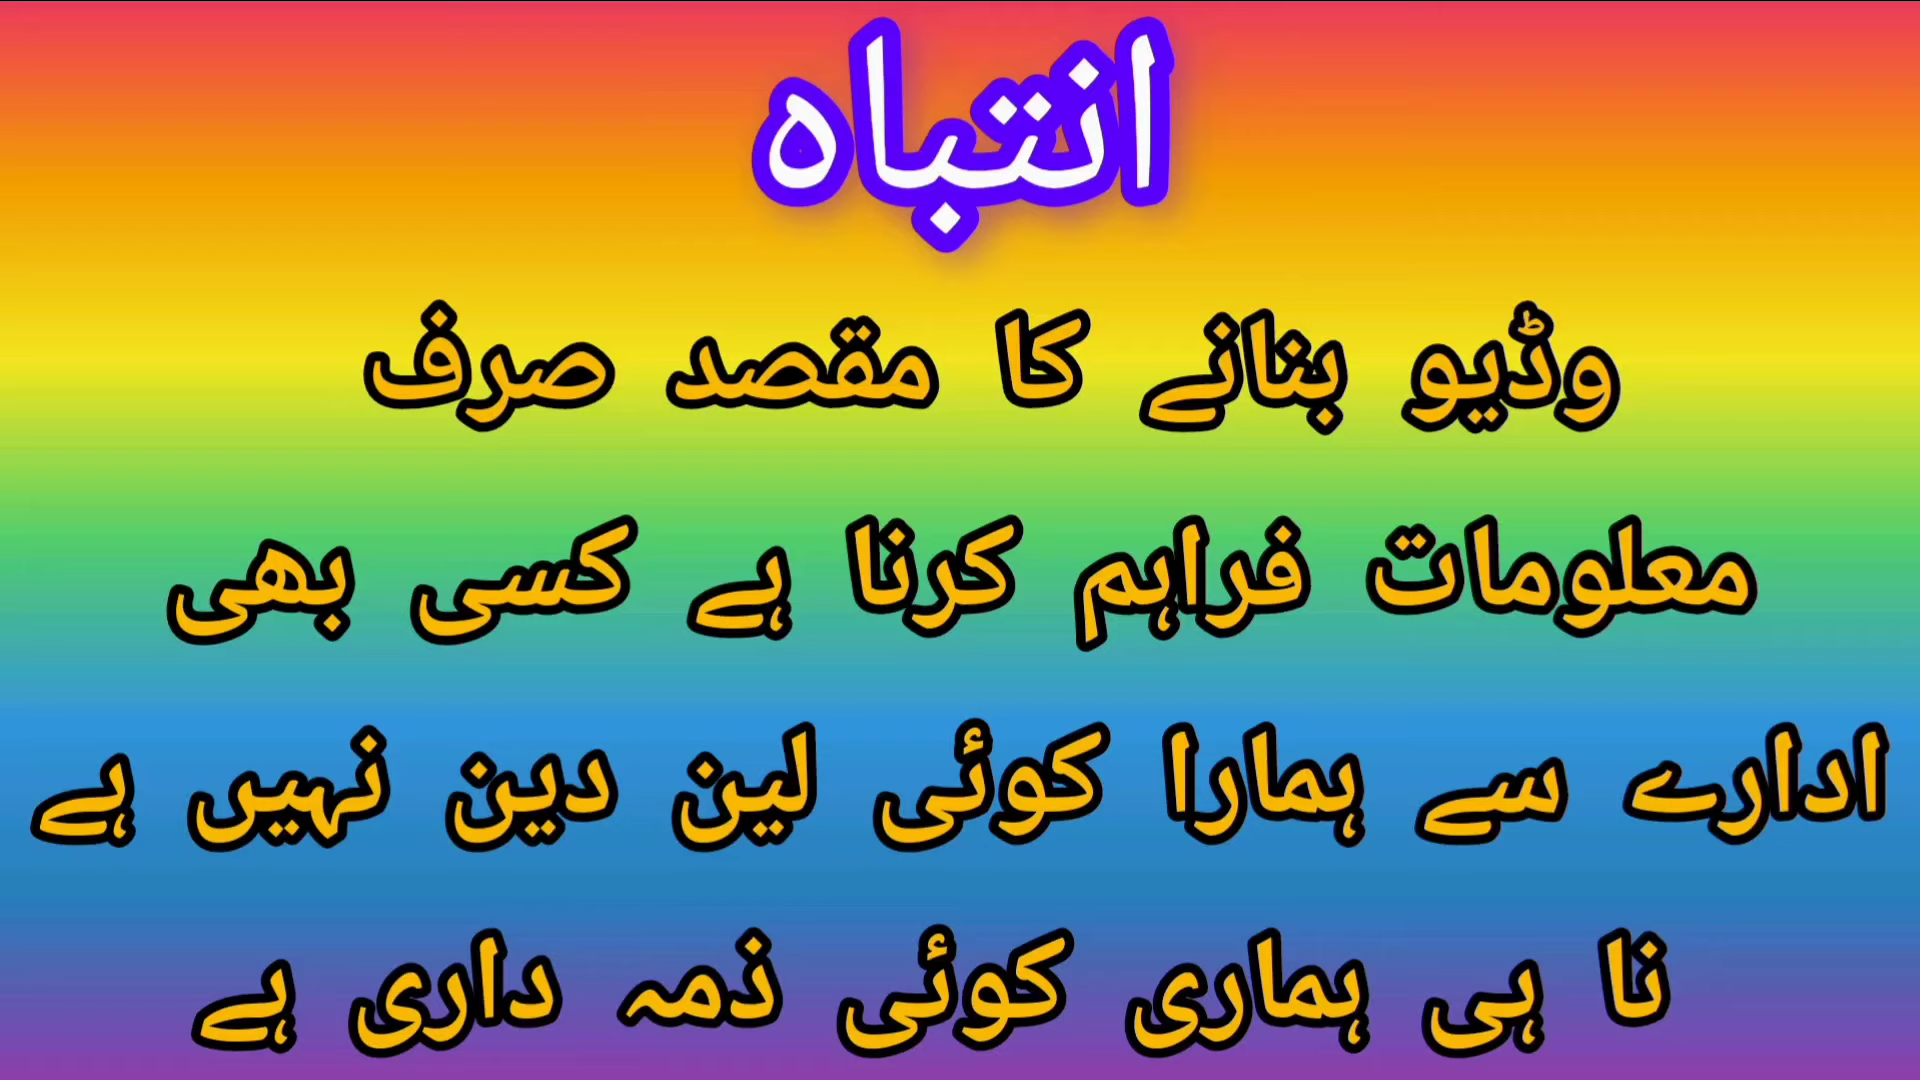 انتباہ
وڈیو بنانے کا مقصد صرف
معلومات فراہم کرنا ہے کسی بھی
ادارے سے ہمارا کوئی لین دین نہیں ہے
نا ہی ہماری کوئی ذمہ داری ہے